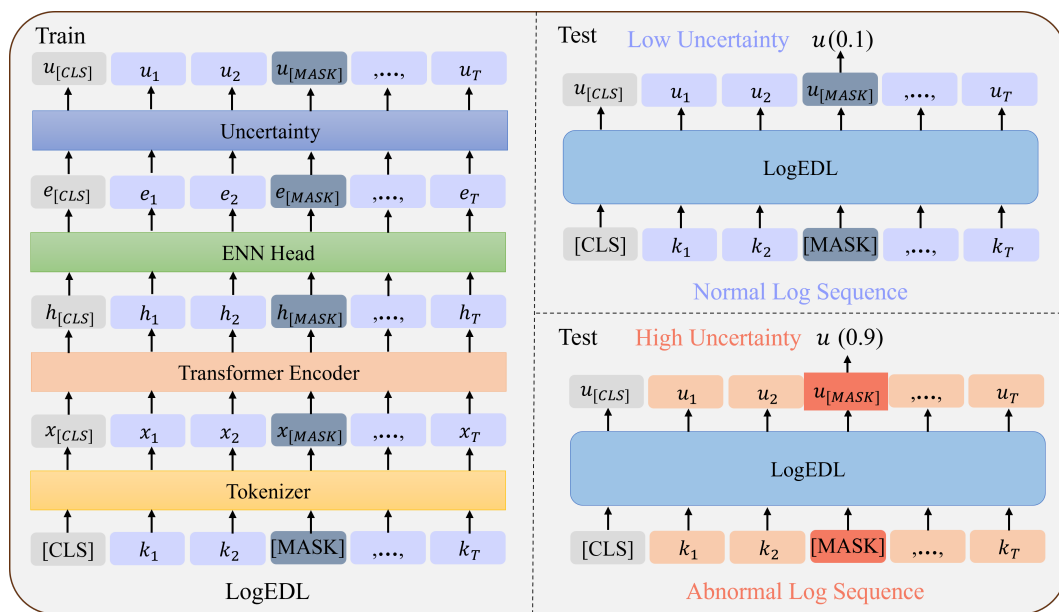 Train
u[CLS] u1 u2 u[MASK] ,..., uT
Uncertainty
e[CLS] e1 e2 e[MASK] ,..., eT
ENN Head
h[CLS] h1 h2 h[MASK] ,..., hT
Transformer Encoder
x[CLS] x1 x2 x[MASK] ,..., xT
Tokenizer
[CLS] k1 k2 [MASK] ,..., kT
LogEDL
Test Low Uncertainty u(0.1)
u[CLS] u1 u2 u[MASK] ,..., uT
LogEDL
[CLS] k1 k2 [MASK] ,..., kT
Normal Log Sequence
Test High Uncertainty u (0.9)
u[CLS] u1 u2 u[MASK] ,..., uT
LogEDL
[CLS] k1 k2 [MASK] ,..., kT
Abnormal Log Sequence